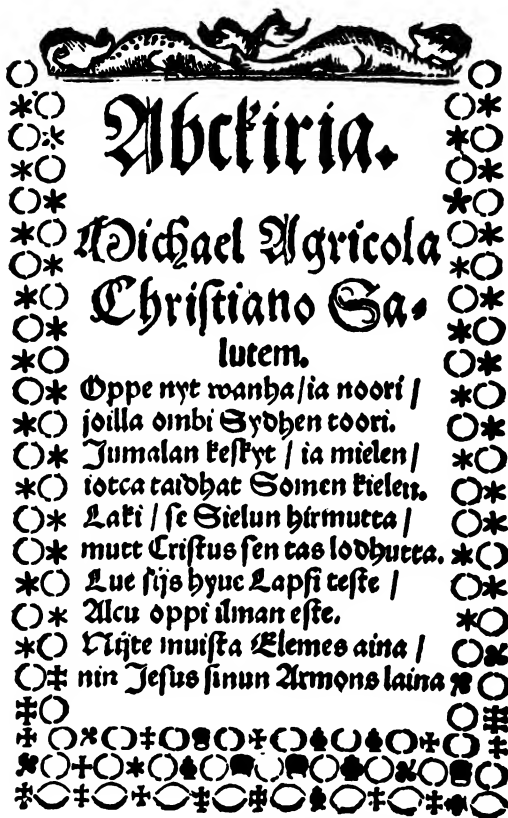 Abckiria.
Michael Agricola
Christiano Sa-
lutem.
Oppe nyt wanha / ia noori /
joilla ombi Sydhen toori.
Jumalan keskyt / ia mielen /
iotca taidhat Somen kielen.
Laki / se Sielun hirmutta /
mutt Cristus sen tas lodhutta.
Lue sijs hyue Lapsi teste /
Alcu oppi ilman este.
Nijte muista Elemes aina /
nin Jesus sinun Armons laina